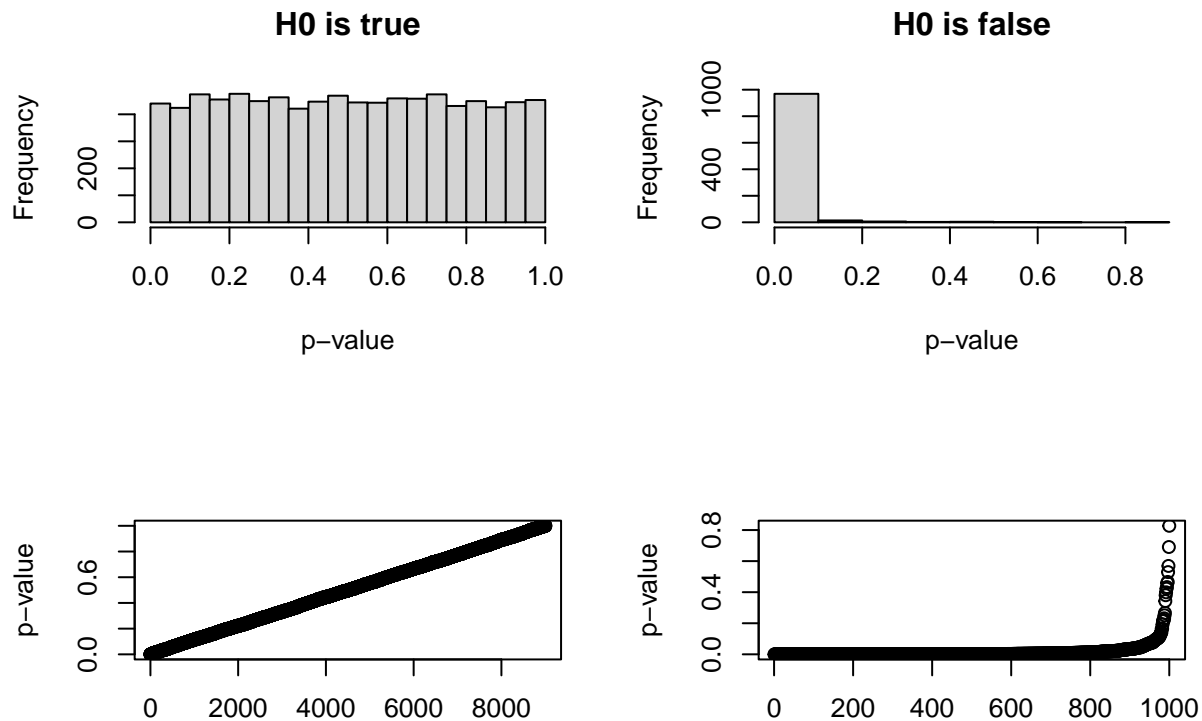 H0 is true
Frequency
0 200
0.0 0.2 0.4 0.6 0.8 1.0
p−value
H0 is false
Frequency
0 400 1000
0.0 0.2 0.4 0.6 0.8
p−value
p−value
0.0 0.6
0 2000 4000 6000 8000
p−value
0.0 0.4 0.8
0 200 400 600 800 1000